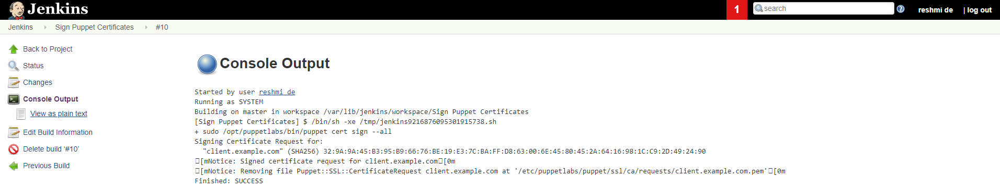 Jenkins
1
search
reshmi de | log out
Jenkins Sign Puppet Certificates #10
Back to Project
Status
Changes
Console Output
View as plain text
Edit Build Information
Delete build ‘#10’
Previous Build
Console Output
Started by user reshmi de
Running as SYSTEM
Building on master in workspace /var/lib/jenkins/workspace/Sign Puppet Certificates
[Sign Puppet Certificates] $ /bin/sh -xe /tmp/jenkins9216876095301915738.sh
+ sudo /opt/puppetlabs/bin/puppet cert sign --all
Signing Certificate Request for:
"client.example.com" (SHA256) 32:9A:9A:45:B3:95:B9:66:76:BE:19:E3:7C:BA:FF:D8:63:00:6E:45:80:45:2A:64:16:98:1C:C9:2D:49:24:90
[mNotice: Signed certificate request for client.example.com[0m
[mNotice: Removing file Puppet::SSL::CertificateRequest client.example.com at '/etc/puppetlabs/puppet/ssl/ca/requests/client.example.com.pem'[0m
Finished: SUCCESS